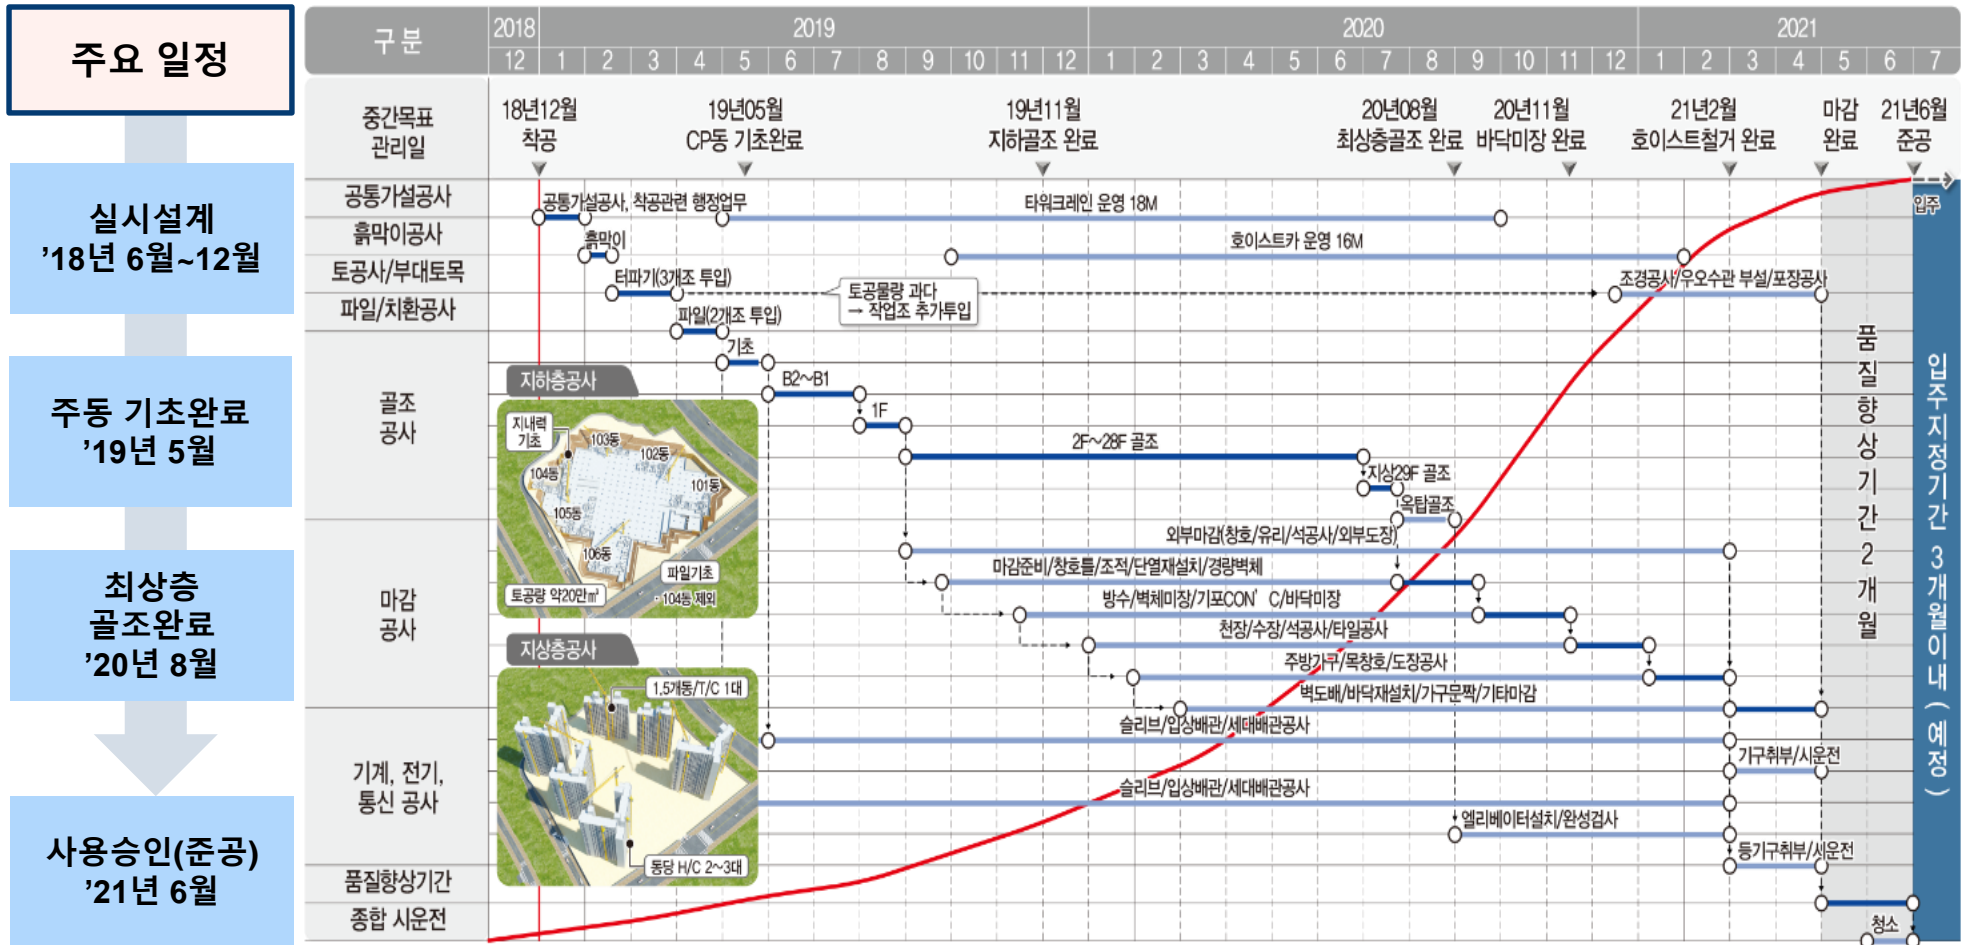 주요 일정
실시설계
’18년 6월~12월
주동 기초완료
’19년 5월
최상층
골조완료
’20년 8월
사용승인(준공)
’21년 6월
구 분
2018 2019 2020 2021
12 1 2 3 4 5 6 7 8 9 10 11 12 1 2 3 4 5 6 7 8 9 10 11 12 1 2 3 4 5 6 7
중간목표
관리일
18년12월
착공
19년05월
CP동 기초완료
19년11월
지하골조 완료
20년08월
최상층골조 완료
20년11월
바닥미장 완료
21년2월
호이스트철거 완료
마감
완료
21년6월
준공
공통가설공사
공통가설공사, 착공관련 행정업무
타워크레인 운영 18M
입주
흙막이공사
흙막이
호이스트카 운영 16M
토공사/부대토목
터파기(3개조 투입)
토공물량 과다
→ 작업조 추가투입
조경공사/우오수관 부설/포장공사
파일/치환공사
파일(2개조 투입)
골조
공사
기초
B2~B1
1F
2F~28F 골조
지상29F 골조
옥탑골조
지하층공사
지내력
기초
103동
102동
104동
101동
105동
106동
파일기초
· 104동 제외
토공량 약20만㎥
마감
공사
외부마감(창호/유리/석공사/외부도장)
마감준비/창호틀/조적/단열재설치/경량벽체
방수/벽체미장/기포CON’ C/바닥미장
천장/수장/석공사/타일공사
주방가구/목창호/도장공사
벽도배/바닥재설치/가구문짝/기타마감
지상층공사
1.5개동/T/C 1대
동당 H/C 2~3대
기계, 전기,
통신 공사
슬리브/입상배관/세대배관공사
기구취부/시운전
슬리브/입상배관/세대배관공사
엘리베이터설치/완성검사
등기구취부/시운전
품질향상기간
종합 시운전
청소
품질향상기간 2개월
입주지정기간 3개월이내(예정)